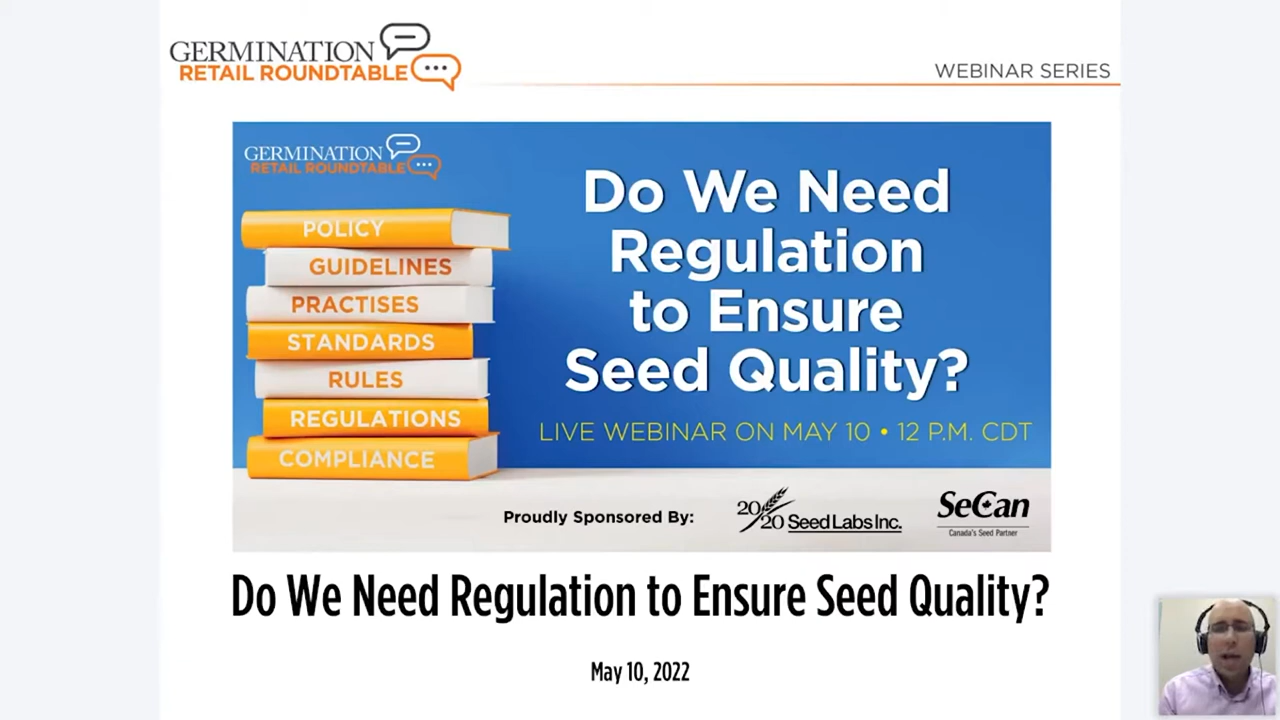 GERMINATION
RETAIL ROUNDTABLE
WEBINAR SERIES
GERMINATION
RETAIL ROUNDTABLE
POLICY
GUIDELINES
PRACTISES
STANDARDS
RULES
REGULATIONS
COMPLIANCE
Do We Need
Regulation
to Ensure
Seed Quality?
LIVE WEBINAR ON MAY 10 • 12 P.M. CDT
Proudly Sponsored By:
20/20 Seed Labs Inc.
SeCan
Canada's Seed Partner
Do We Need Regulation to Ensure Seed Quality?
May 10, 2022